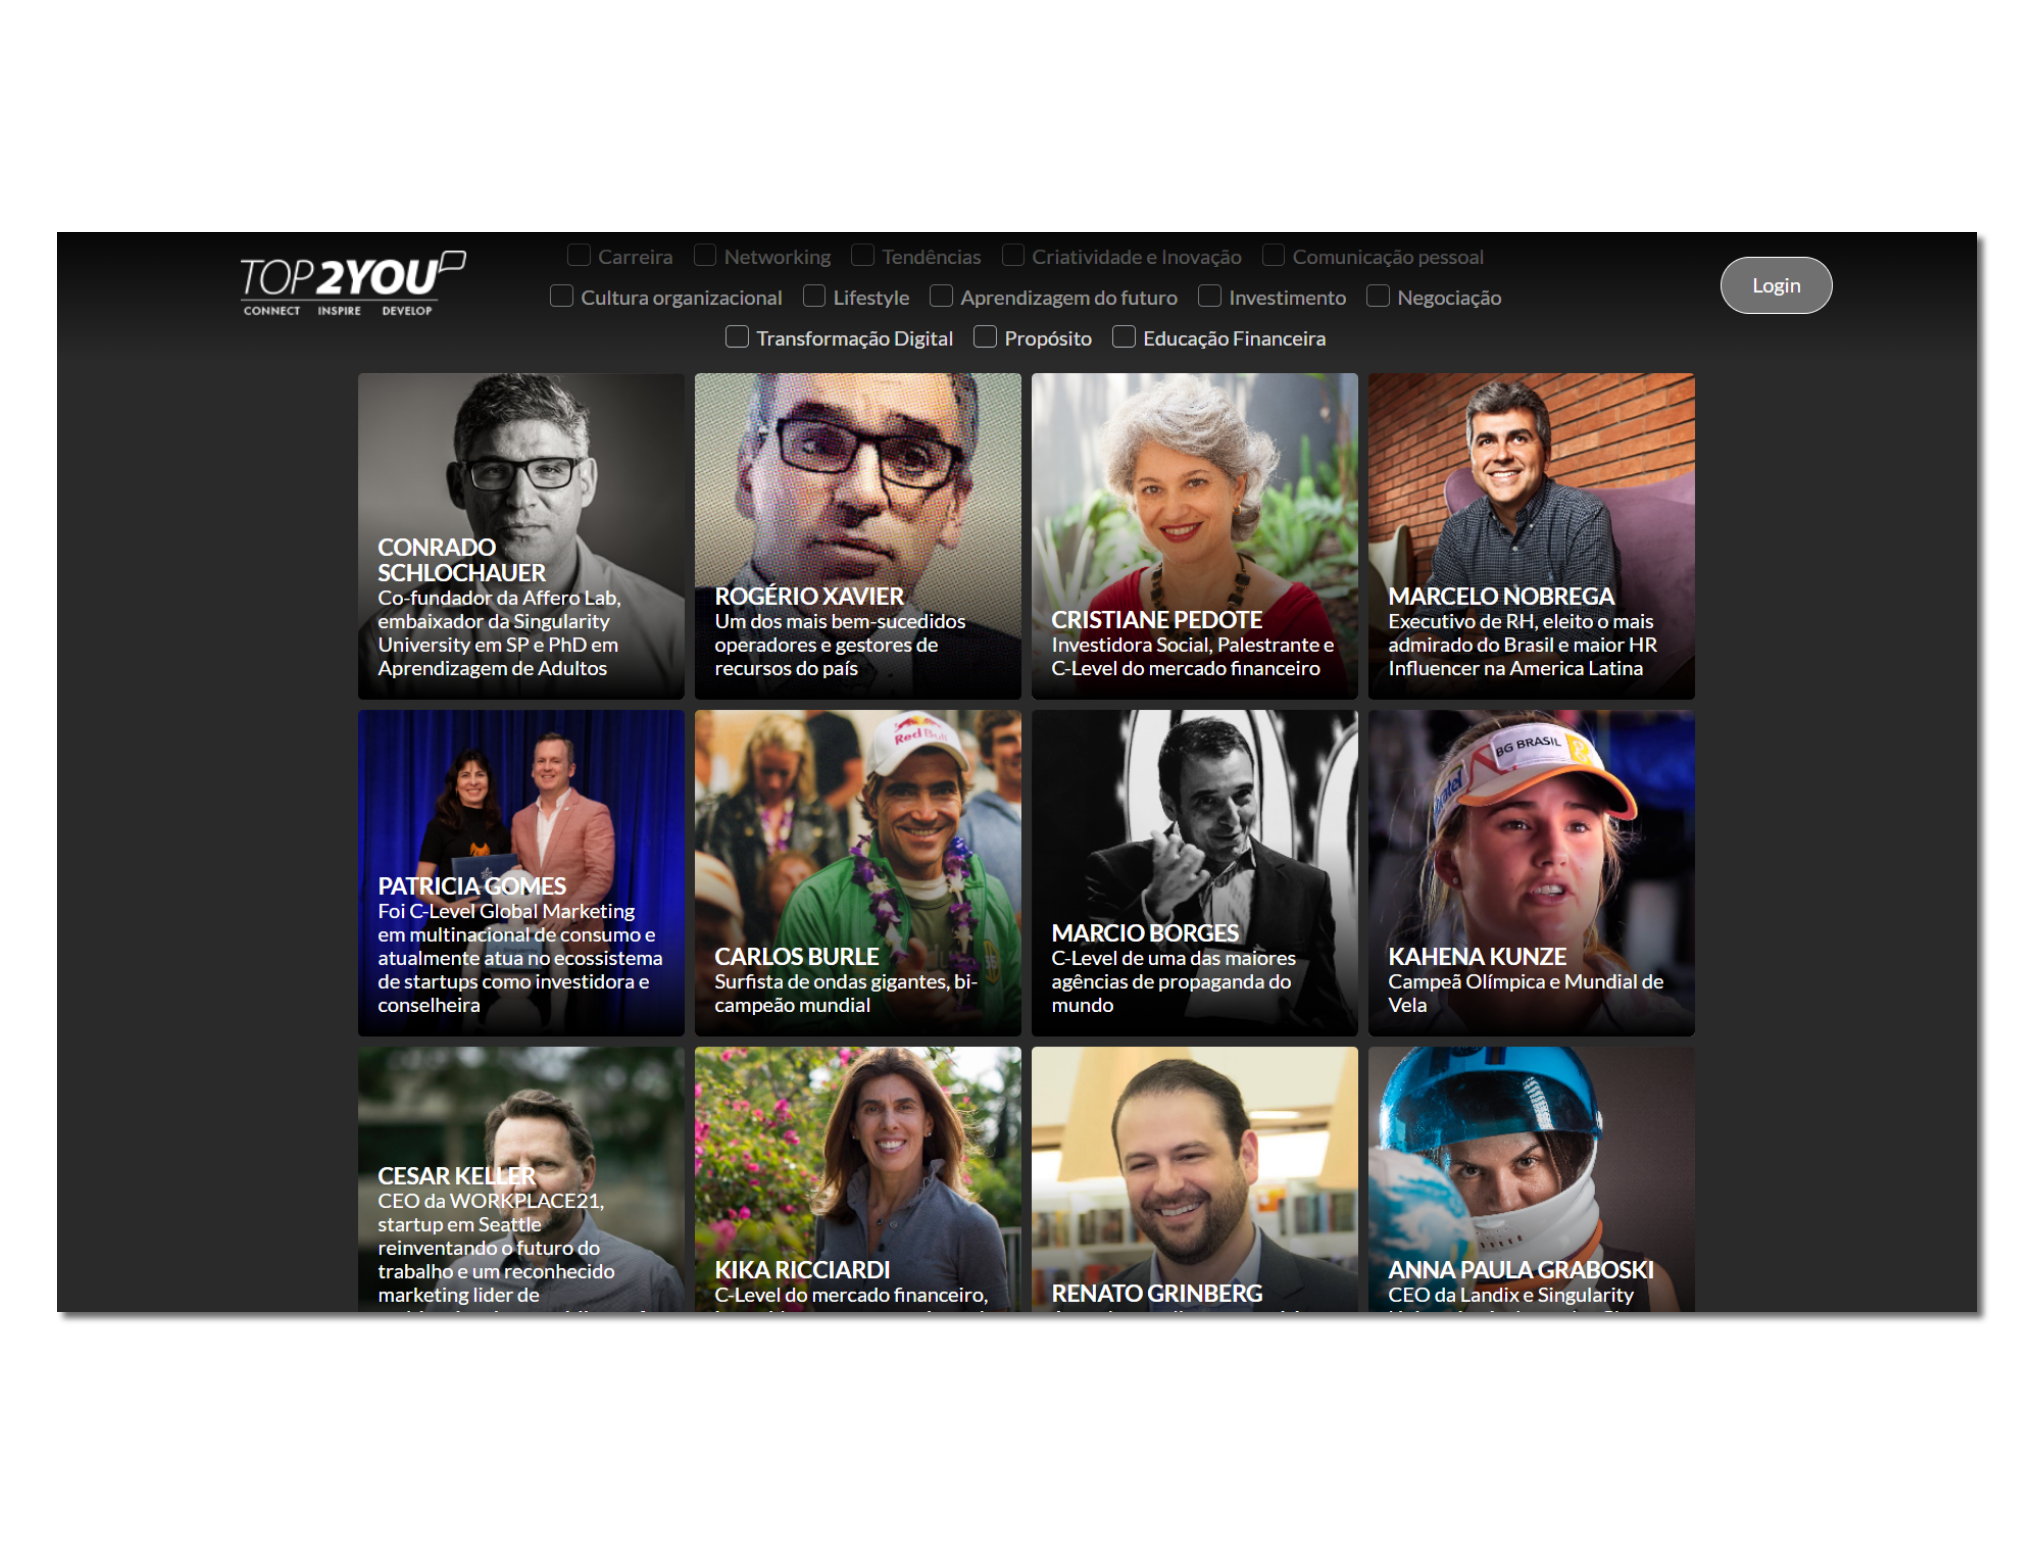 TOP2YOU
CONNECT INSPIRE DEVELOP
Carreira Networking Tendências Criatividade e Inovação Comunicação pessoal
Cultura organizacional Lifestyle Aprendizagem do futuro Investimento Negociação
Transformação Digital Propósito Educação Financeira
Login
CONRADO
SCHLOCHAUER
Co-fundador da Affero Lab,
embaixador da Singularity
University em SP e PhD em
Aprendizagem de Adultos
ROGÉRIO XAVIER
Um dos mais bem-sucedidos
operadores e gestores de
recursos do país
CRISTIANE PEDOTE
Investidora Social, Palestrante e
C-Level do mercado financeiro
MARCELO NOBREGA
Executivo de RH, eleito o mais
admirado do Brasil e maior HR
Influencer na America Latina
PATRICIA GOMES
Foi C-Level Global Marketing
em multinacional de consumo e
atualmente atua no ecossistema
de startups como investidora e
conselheira
Red Bull
CARLOS BURLE
Surfista de ondas gigantes, bi-
campeão mundial
MARCIO BORGES
C-Level de uma das maiores
agências de propaganda do
mundo
BG BRASIL
KAHENA KUNZE
Campeã Olímpica e Mundial de
Vela
CESAR KELLER
CEO da WORKPLACE21,
startup em Seattle
reinventando o futuro do
trabalho e um reconhecido
marketing lider de
KIKA RICCIARDI
C-Level do mercado financeiro,
RENATO GRINBERG
ANNA PAULA GRABOSKI
CEO da Landix e Singularity